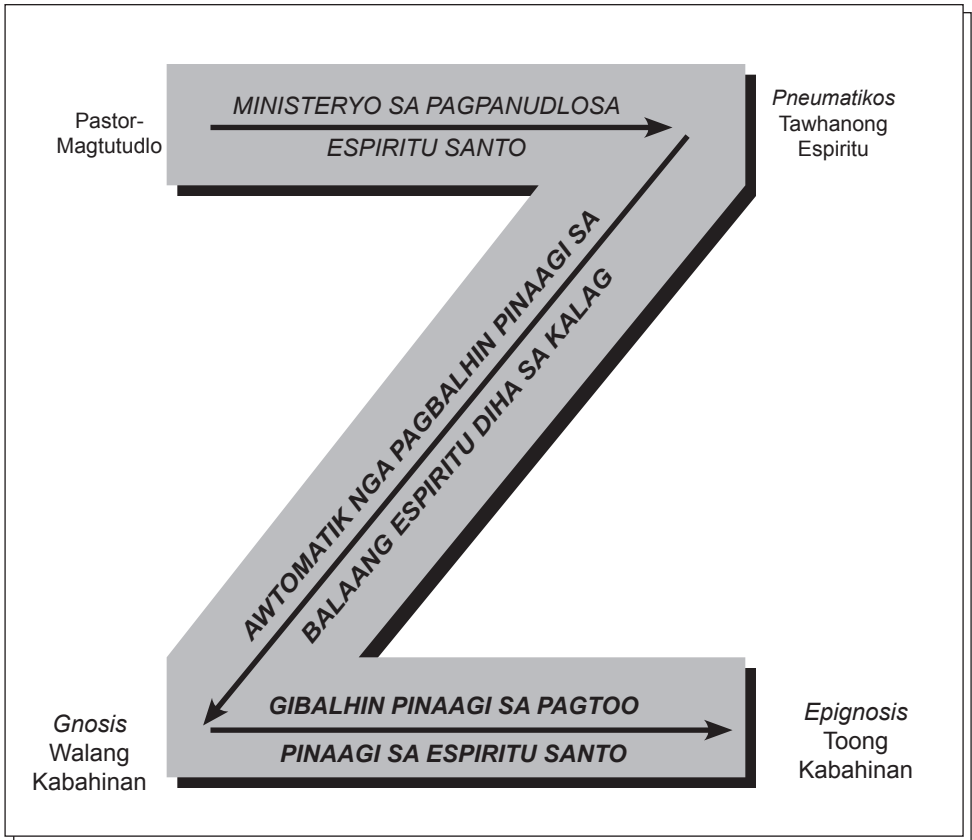 Pastor-
Magtutudlo
MINISTERYO SA PAGPANUDLOSA
ESPIRITU SANTO
Pneumatikos
Tawhanong
Espiritu
AWTOMATIK NGA PAGBALHIN PINAAGI SA
BALAANG ESPIRITU DIHA SA KALAG
Gnosis
Walang
Kabahinan
GIBALHIN PINAAGI SA PAGTOO
PINAAGI SA ESPIRITU SANTO
Epignosis
Toong
Kabahinan